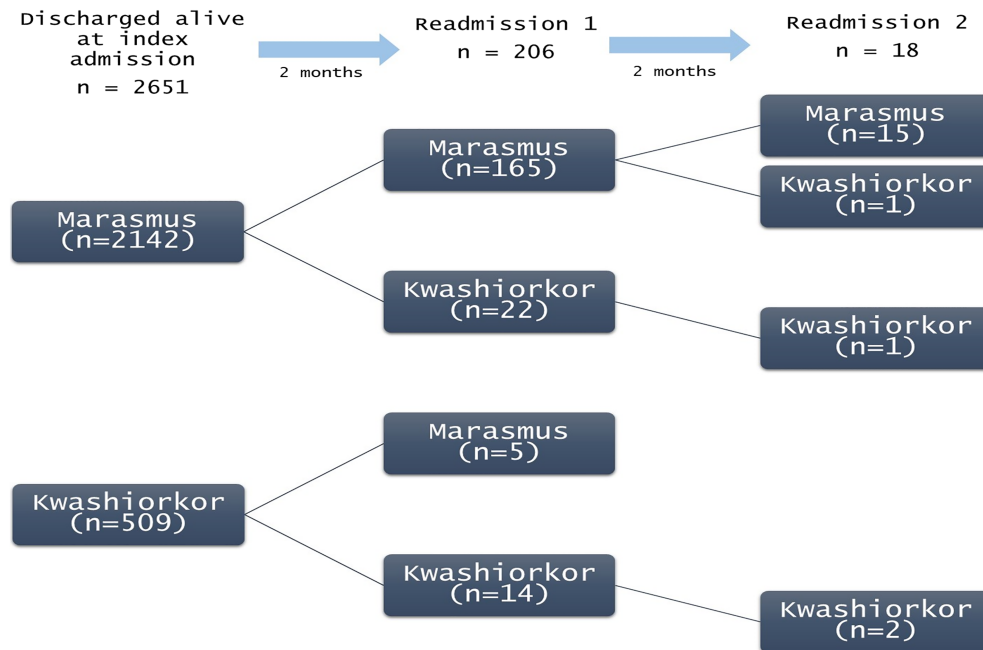 Discharged alive
at index
admission
n = 2651
2 months
Readmission 1
n = 206
2 months
Readmission 2
n = 18
Marasmus
(n=2142)
Marasmus
(n=165)
Marasmus
(n=15)
Kwashiorkor
(n=1)
Kwashiorkor
(n=22)
Kwashiorkor
(n=1)
Kwashiorkor
(n=509)
Marasmus
(n=5)
Kwashiorkor
(n=14)
Kwashiorkor
(n=2)